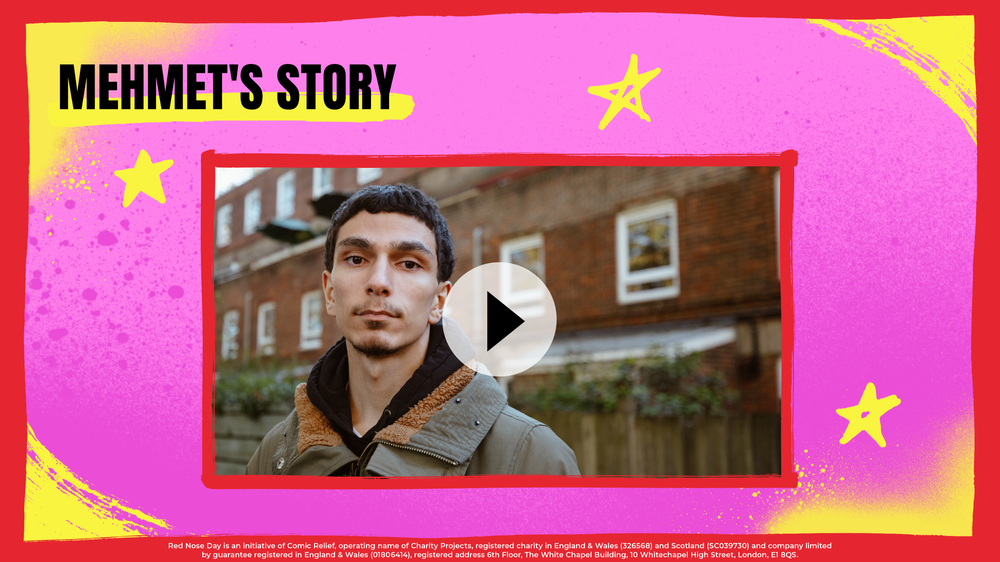 MEHMET'S STORY
Red Nose Day is an initiative of Comic Relief, operating name of Charity Projects, registered charity in England & Wales (326568) and Scotland (SC039730) and company limited
by guarantee registered in England & Wales (01806414), registered address 6th Floor, The White Chapel Building, 10 Whitechapel High Street, London, E1 8QS.